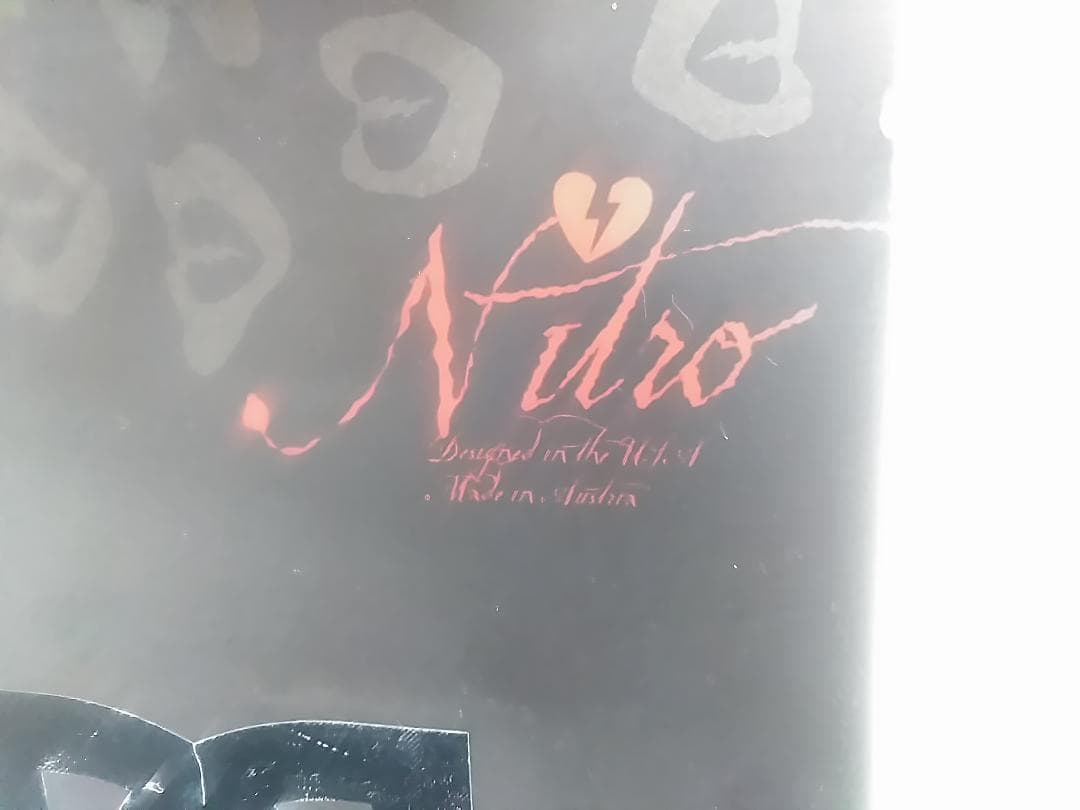 Nitro
Designed in the U.S.A
Made in Austria